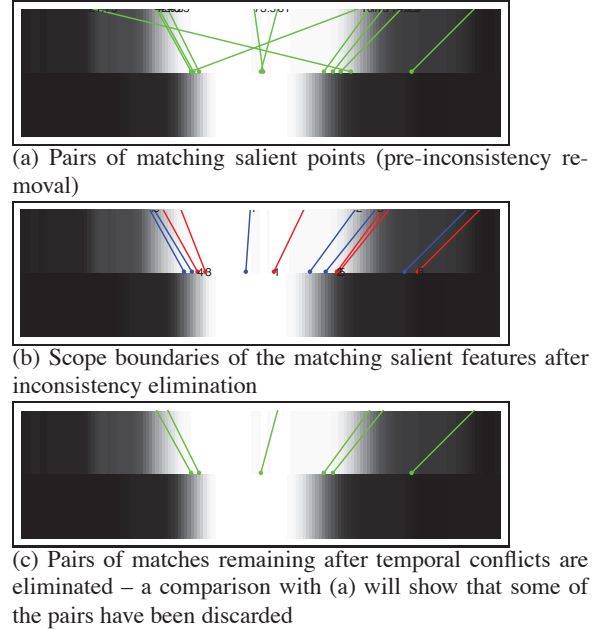 (a) Pairs of matching salient points (pre-inconsistency re-
moval)
(b) Scope boundaries of the matching salient features after
inconsistency elimination
(c) Pairs of matches remaining after temporal conflicts are
eliminated – a comparison with (a) will show that some of
the pairs have been discarded